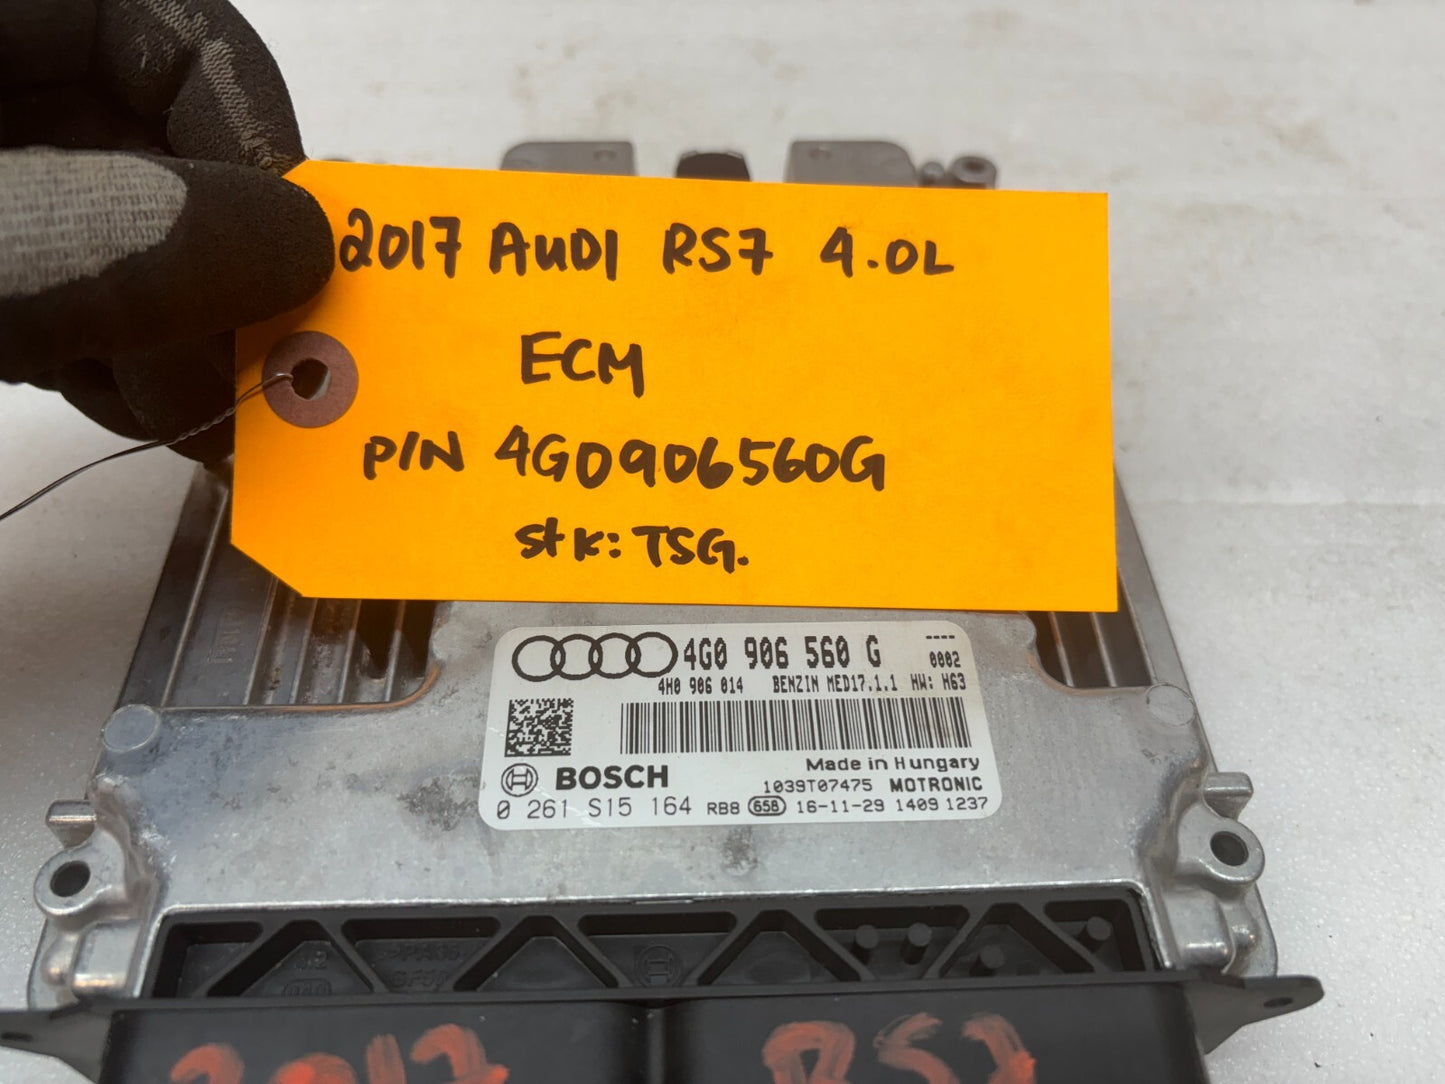 2017 AUDI RS7 4.0L
ECM
P/N 4G0906560G
stk: TSG.
4G0 906 560 G
----
0002
4H0 906 014 BENZIN MED17.1.1 HW: H63
Made in Hungary
BOSCH
1039T07475 MOTRONIC
0 261 S15 164 RB8 658 16-11-29 1409 1237
2017 RS7